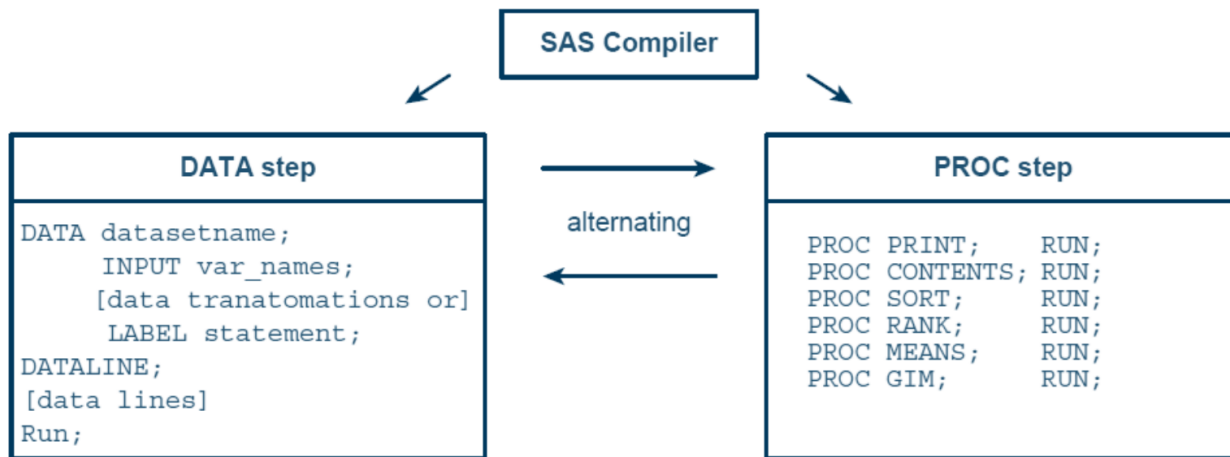 SAS Compiler
DATA step
DATA datasetname;
INPUT var_names;
[data tranatomations or]
LABEL statement;
DATALINE;
[data lines]
Run;
alternating
PROC step
PROC PRINT; RUN;
PROC CONTENTS; RUN;
PROC SORT; RUN;
PROC RANK; RUN;
PROC MEANS; RUN;
PROC GIM; RUN;